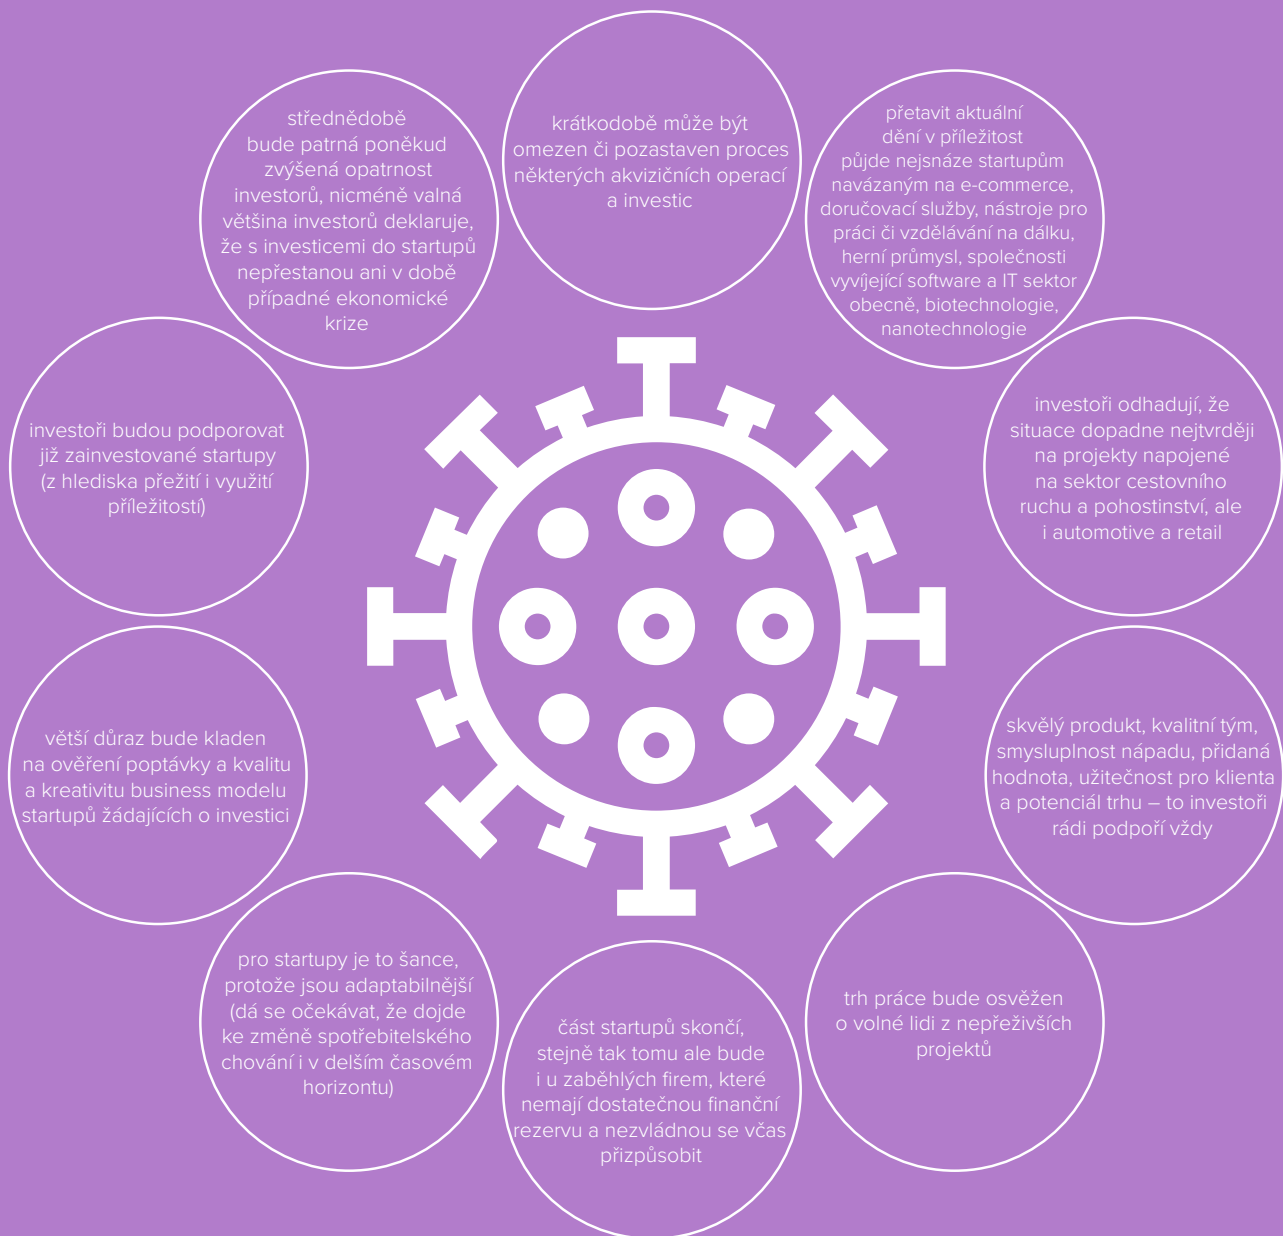 krátkodobě může být
omezen či pozastaven proces
některých akvizičních operací
a investic
přetavit aktuální
dění v příležitost
půjde nejsnáze startupům
navázaným na e-commerce,
doručovací služby, nástroje pro
práci či vzdělávání na dálku,
herní průmysl, společnosti
vyvíjející software a IT sektor
obecně, biotechnologie,
nanotechnologie
investoři odhadují, že
situace dopadne nejtvrději
na projekty napojené
na sektor cestovního
ruchu a pohostinství, ale
i automotive a retail
skvělý produkt, kvalitní tým,
smysluplnost nápadu, přidaná
hodnota, užitečnost pro klienta
a potenciál trhu – to investoři
rádi podpoří vždy
trh práce bude osvěžen
o volné lidi z nepřeživších
projektů
část startupů skončí,
stejně tak tomu ale bude
i u zaběhlých firem, které
nemají dostatečnou finanční
rezervu a nezvládnou se včas
přizpůsobit
pro startupy je to šance,
protože jsou adaptabilnější
(dá se očekávat, že dojde
ke změně spotřebitelského
chování i v delším časovém
horizontu)
větší důraz bude kladen
na ověření poptávky a kvalitu
a kreativitu business modelu
startupů žádajících o investici
investoři budou podporovat
již zainvestované startupy
(z hlediska přežití i využití
příležitostí)
střednědobě
bude patrná poněkud
zvýšená opatrnost
investorů, nicméně valná
většina investorů deklaruje,
že s investicemi do startupů
nepřestanou ani v době
případné ekonomické
krize